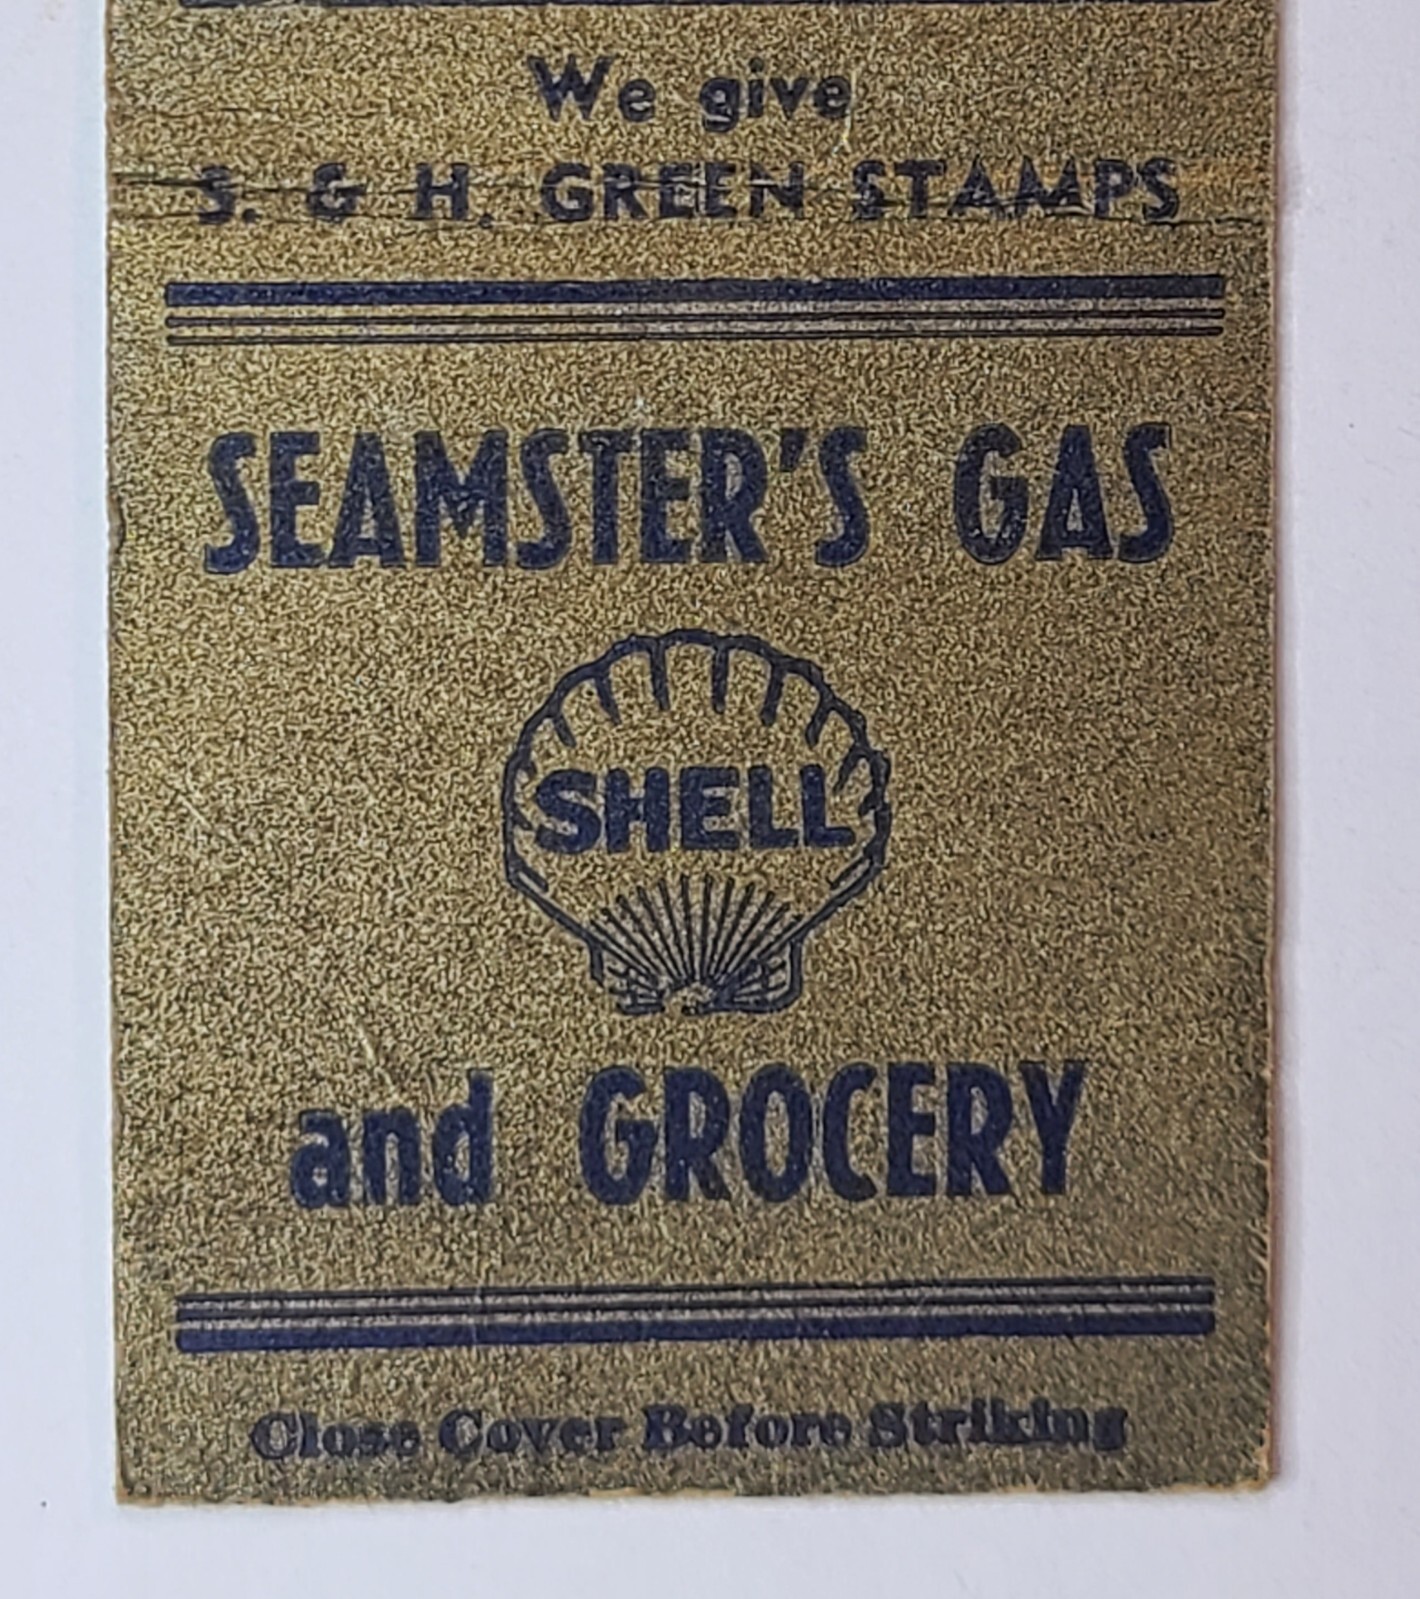 We give
S. & H. GREEN STAMPS
SEAMSTER'S GAS
SHELL
and GROCERY
Close Cover Before Striking